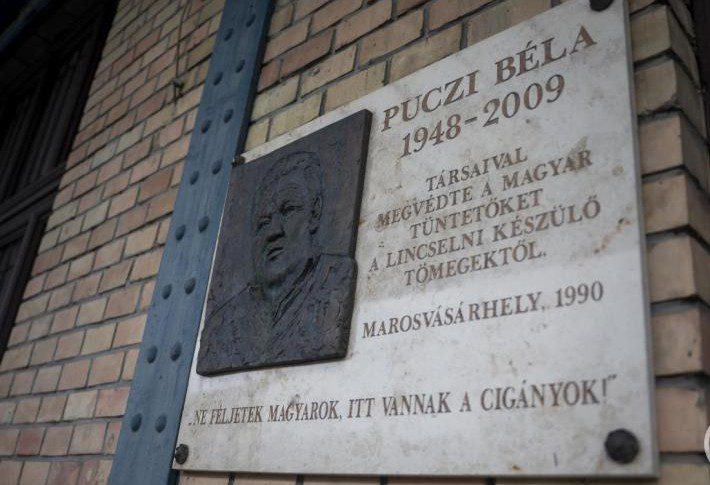 PUCZI BÉLA
1948-2009
TÁRSAIVAL
MEGVÉDTE A MAGYAR
TÜNTETŐKET
A LINCSELNI KÉSZÜLŐ
TÖMEGEKTŐL.
MAROSVÁSÁRHELY, 1990
„NE FÉLJETEK MAGYAROK, ITT VANNAK A CIGÁNYOK!"